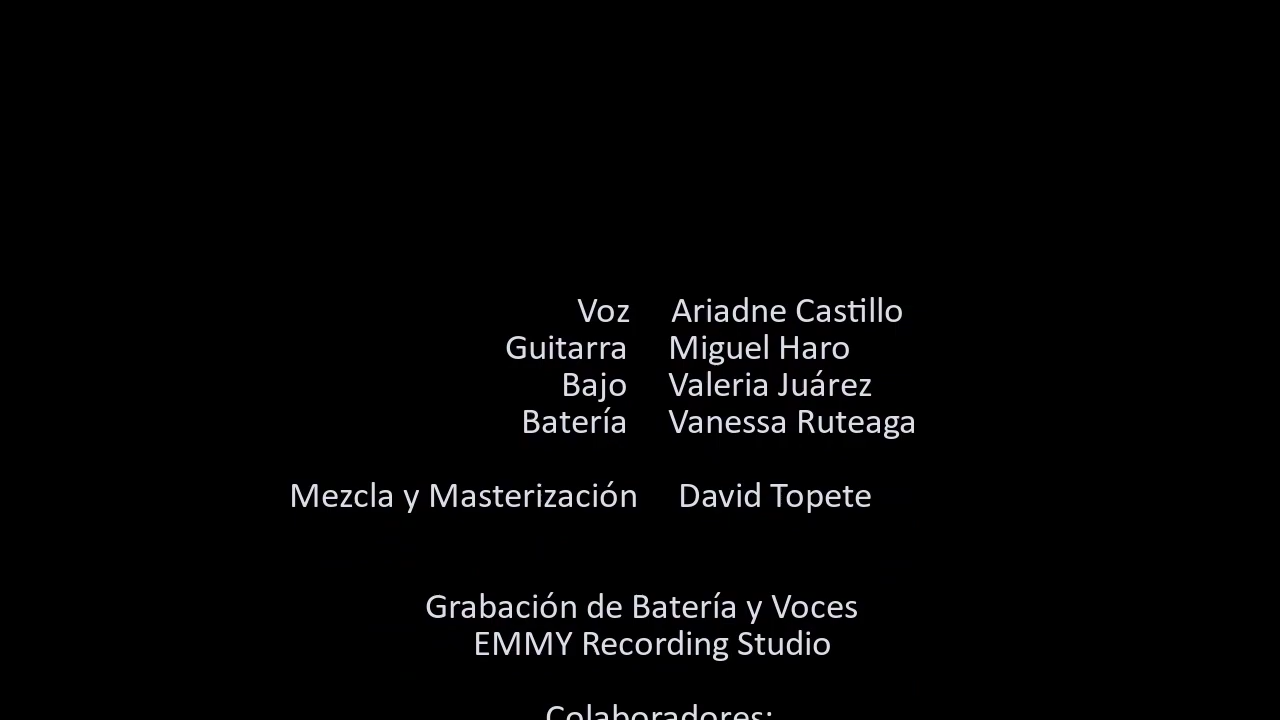 Voz Ariadne Castillo
Guitarra Miguel Haro
Bajo Valeria Juárez
Batería Vanessa Ruteaga
Mezcla y Masterización David Topete
Grabación de Batería y Voces
EMMY Recording Studio
Colaboradores: